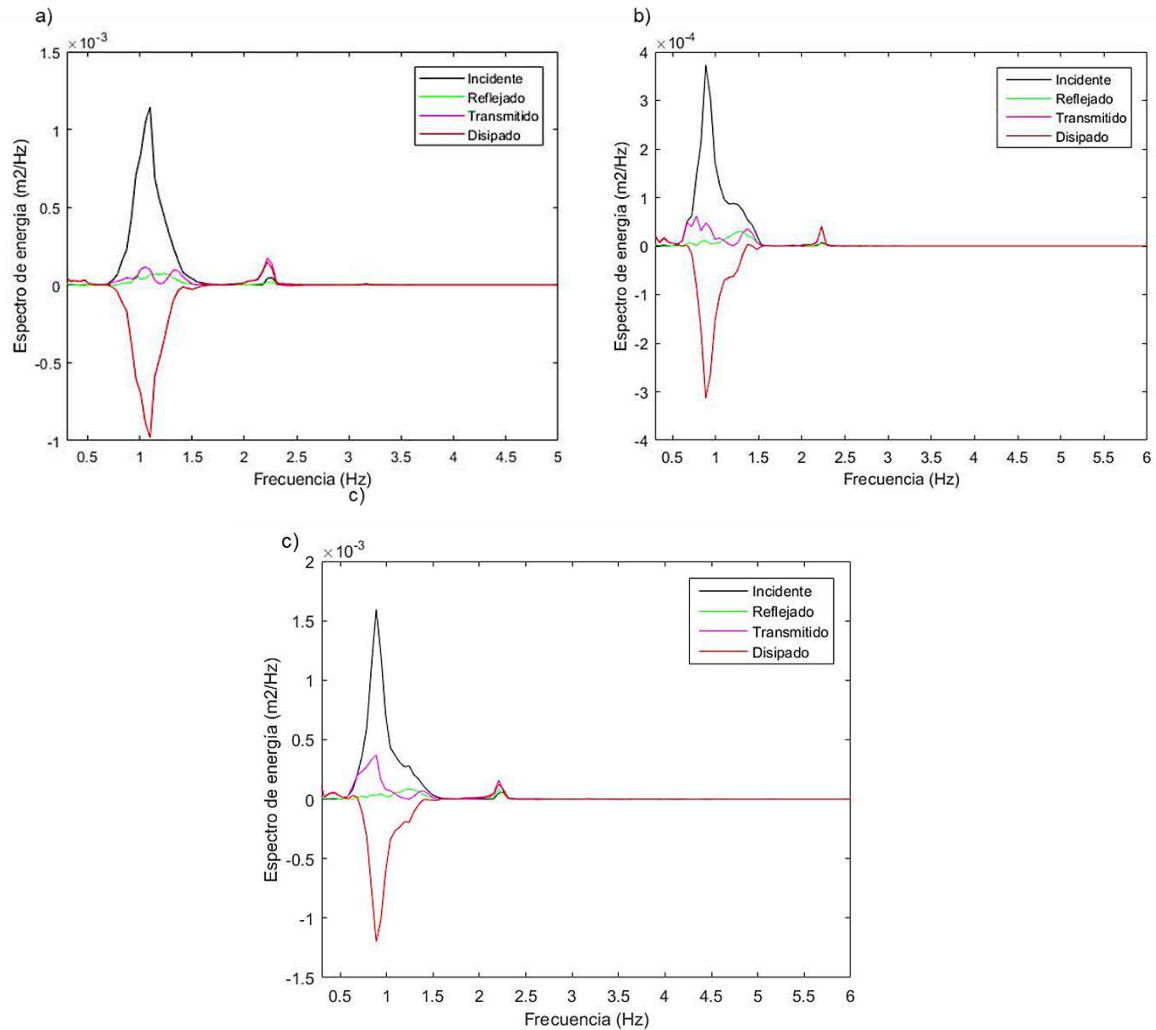 a)
×10-3
1.5
1
0.5
0
-0.5
-1
Espectro de energía (m2/Hz)
0.5 1 1.5 2 2.5 3 3.5 4 4.5 5
Frecuencia (Hz)
Incidente
Reflejado
Transmitido
Disipado
b)
×10-4
4
3
2
1
0
-1
-2
-3
-4
Espectro de energía (m2/Hz)
0.5 1 1.5 2 2.5 3 3.5 4 4.5 5 5.5 6
Frecuencia (Hz)
Incidente
Reflejado
Transmitido
Disipado
c)
c)
×10-3
2
1.5
1
0.5
0
-0.5
-1
-1.5
Espectro de energía (m2/Hz)
0.5 1 1.5 2 2.5 3 3.5 4 4.5 5 5.5 6
Frecuencia (Hz)
Incidente
Reflejado
Transmitido
Disipado